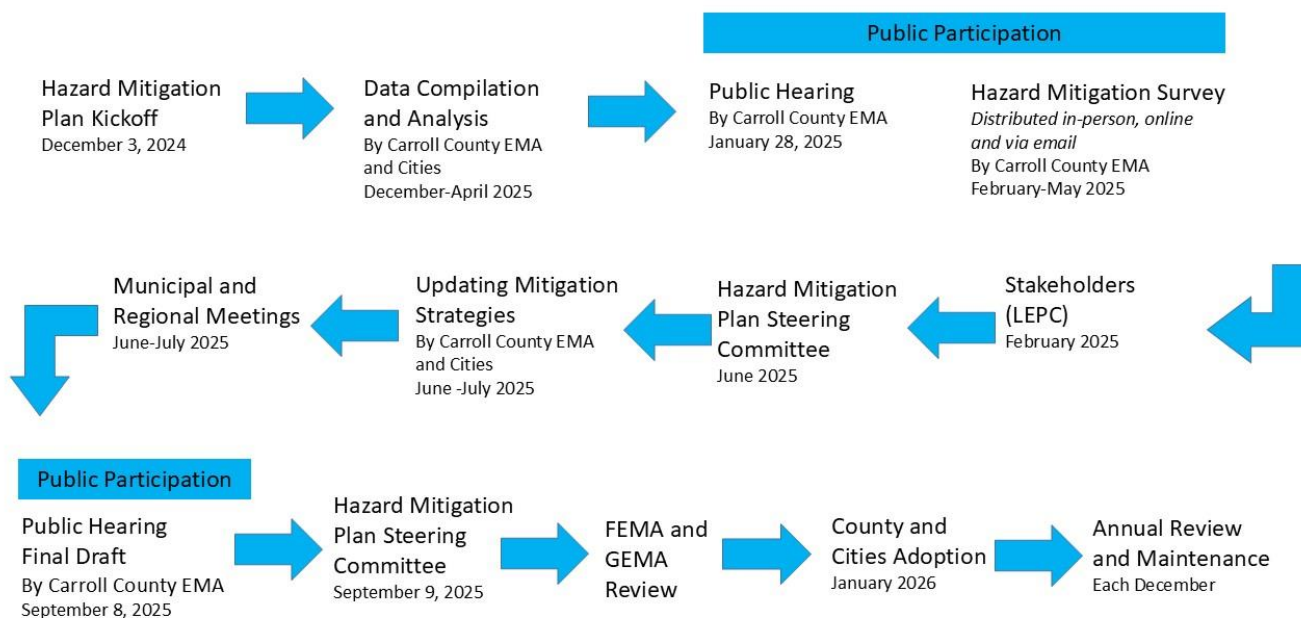 Public Participation
Hazard Mitigation
Plan Kickoff
December 3, 2024
Data Compilation
and Analysis
By Carroll County EMA
and Cities
December-April 2025
Public Hearing
By Carroll County EMA
January 28, 2025
Hazard Mitigation Survey
Distributed in-person, online
and via email
By Carroll County EMA
February-May 2025
Stakeholders
(LEPC)
February 2025
Hazard Mitigation
Plan Steering
Committee
June 2025
Updating Mitigation
Strategies
By Carroll County EMA
and Cities
June -July 2025
Municipal and
Regional Meetings
June-July 2025
Public Participation
Public Hearing
Final Draft
By Carroll County EMA
September 8, 2025
Hazard Mitigation
Plan Steering
Committee
September 9, 2025
FEMA and
GEMA
Review
County and
Cities Adoption
January 2026
Annual Review
and Maintenance
Each December